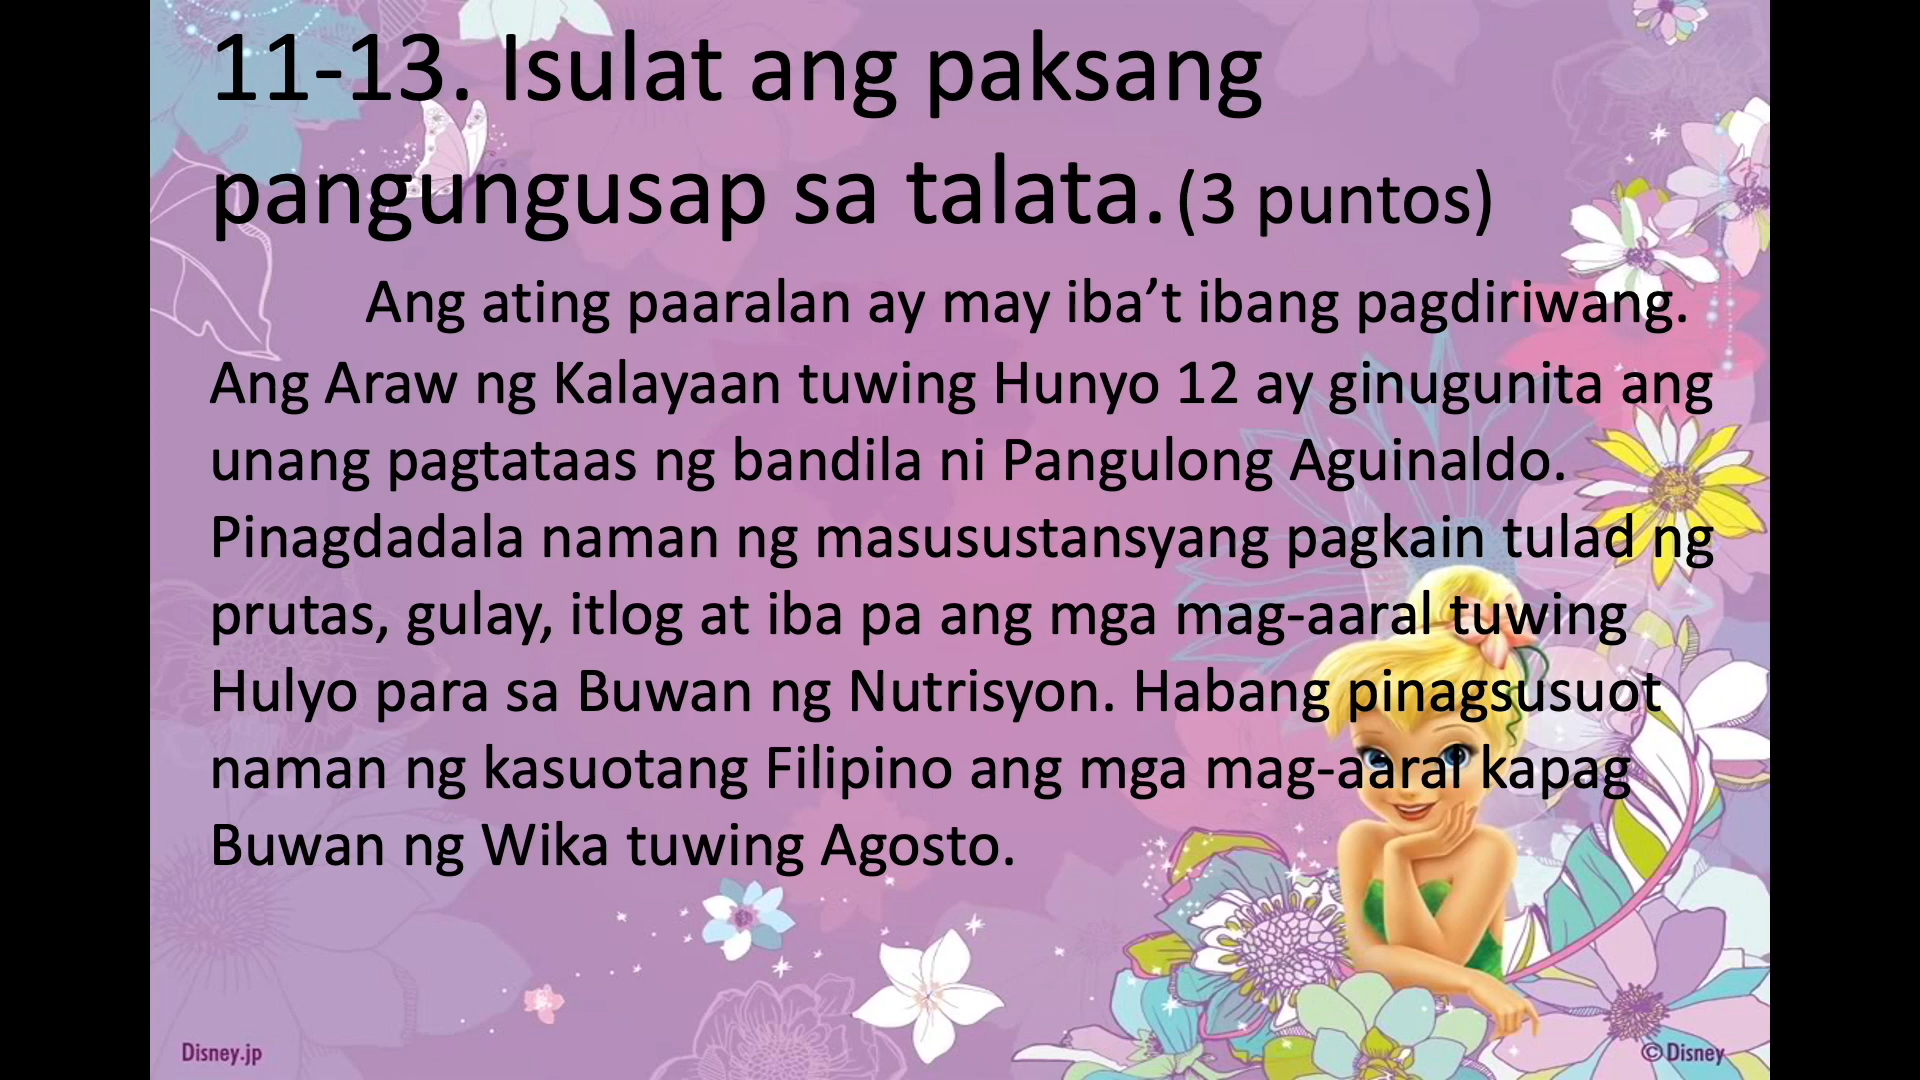 11-13. Isulat ang paksang
pangungusap sa talata. (3 puntos)
Ang ating paaralan ay may iba’t ibang pagdiriwang.
Ang Araw ng Kalayaan tuwing Hunyo 12 ay ginugunita ang
unang pagtataas ng bandila ni Pangulong Aguinaldo.
Pinagdadala naman ng masusustansyang pagkain tulad ng
prutas, gulay, itlog at iba pa ang mga mag-aaral tuwing
Hulyo para sa Buwan ng Nutrisyon. Habang pinagsusuot
naman ng kasuotang Filipino ang mga mag-aaral kapag
Buwan ng Wika tuwing Agosto.
Disney.jp
© Disney